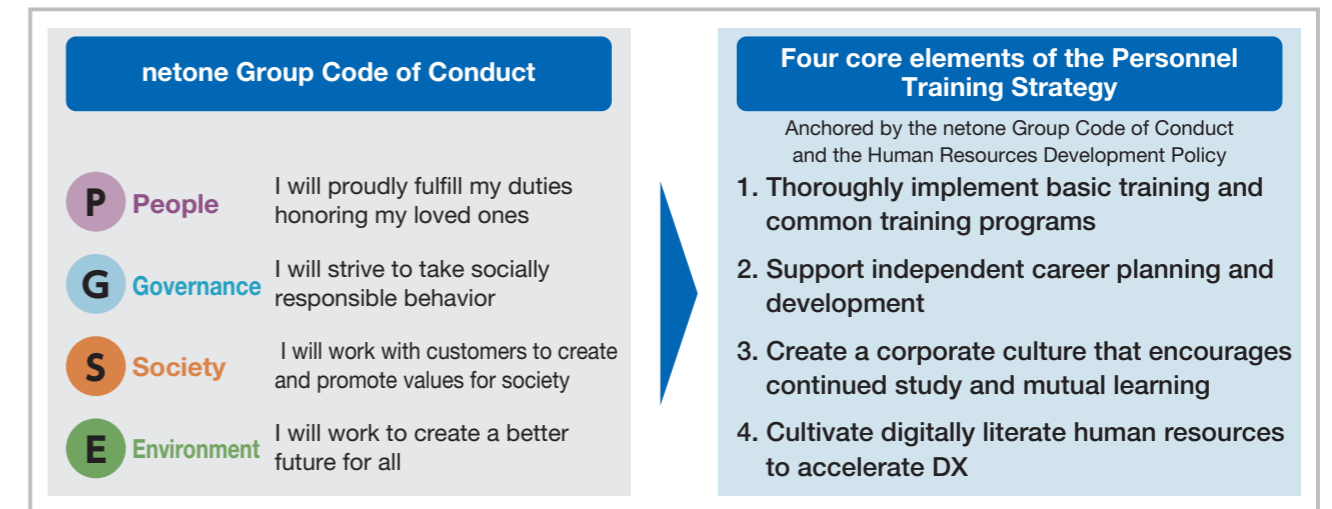 netone Group Code of Conduct
P People
I will proudly fulfill my duties
honoring my loved ones
G Governance
I will strive to take socially
responsible behavior
S Society
I will work with customers to create
and promote values for society
E Environment
I will work to create a better
future for all
Four core elements of the Personnel
Training Strategy
Anchored by the netone Group Code of Conduct
and the Human Resources Development Policy
1. Thoroughly implement basic training and
common training programs
2. Support independent career planning and
development
3. Create a corporate culture that encourages
continued study and mutual learning
4. Cultivate digitally literate human resources
to accelerate DX